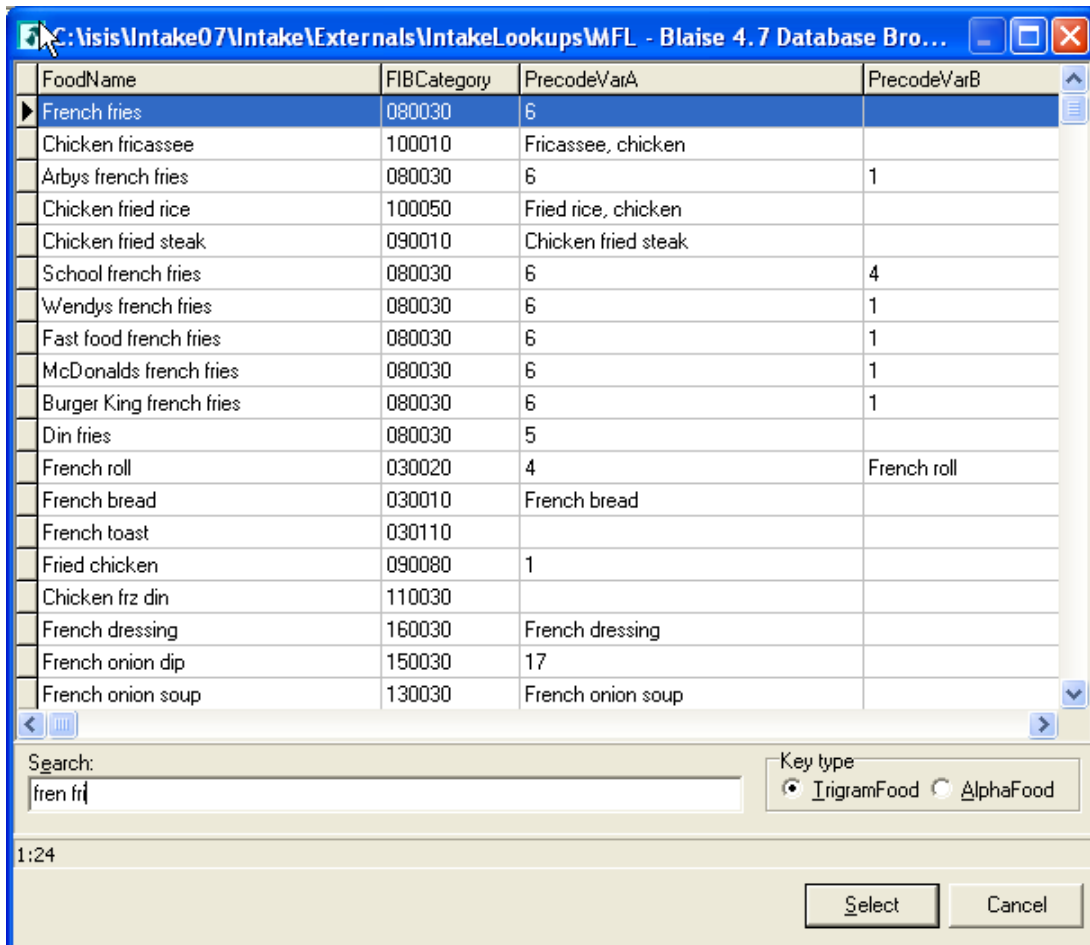 C:\isis\Intake07\Intake\Externals\IntakeLookups\MFL - Blaise 4.7 Database Bro...
FoodName FIBCategory PrecodeVarA PrecodeVarB
French fries 080030 6
Chicken fricassee 100010 Fricassee, chicken
Arbys french fries 080030 6 1
Chicken fried rice 100050 Fried rice, chicken
Chicken fried steak 090010 Chicken fried steak
School french fries 080030 6 4
Wendys french fries 080030 6 1
Fast food french fries 080030 6 1
McDonalds french fries 080030 6 1
Burger King french fries 080030 6 1
Din fries 080030 5
French roll 030020 4 French roll
French bread 030010 French bread
French toast 030110
Fried chicken 090080 1
Chicken frz din 110030
French dressing 160030 French dressing
French onion dip 150030 17
French onion soup 130030 French onion soup
Search: Key type
fren fri TrigramFood AlphaFood
1:24
Select Cancel